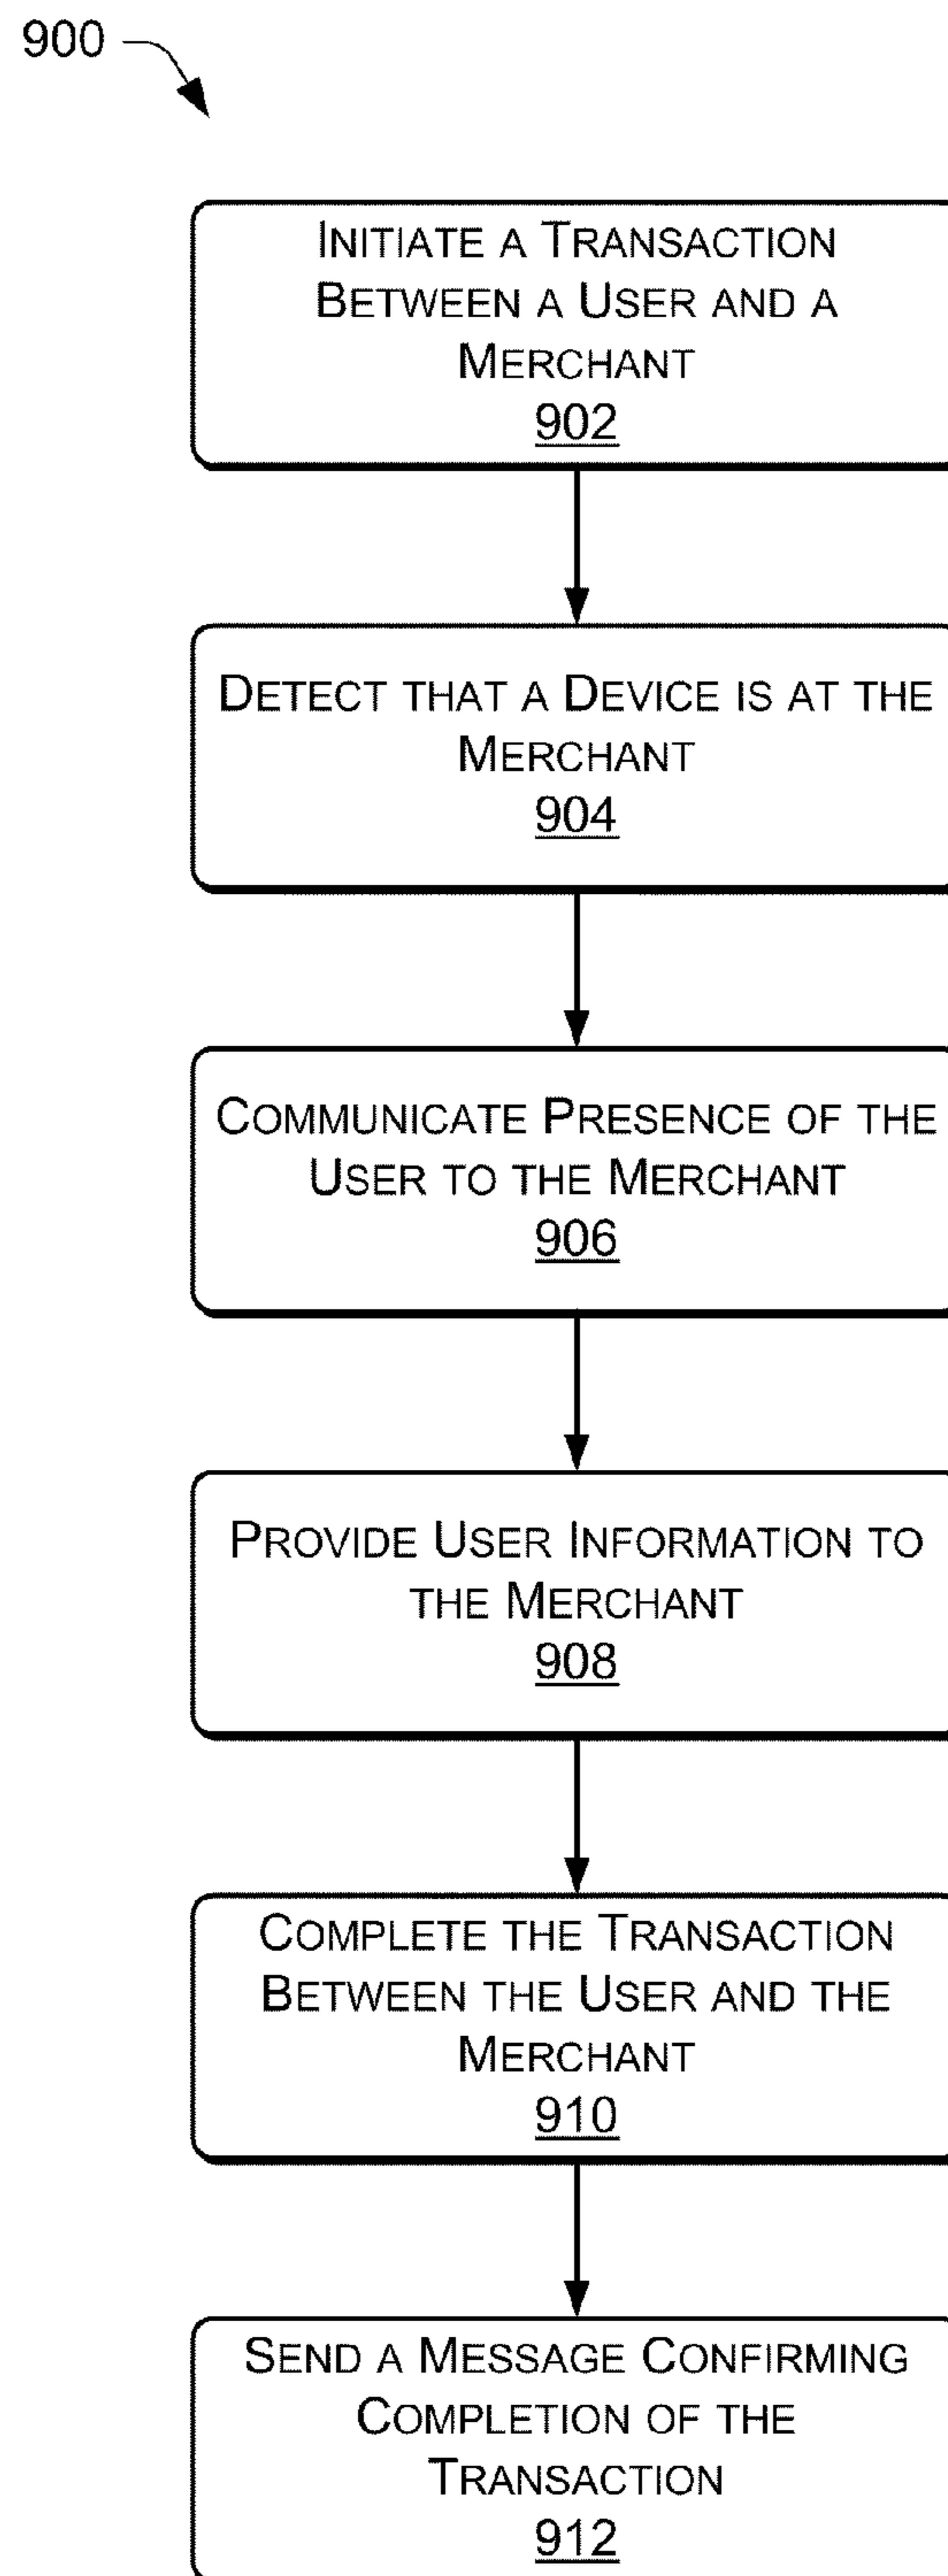 900
INITIATE A TRANSACTION
BETWEEN A USER AND A
MERCHANT
902
DETECT THAT A DEVICE IS AT THE
MERCHANT
904
COMMUNICATE PRESENCE OF THE
USER TO THE MERCHANT
906
PROVIDE USER INFORMATION TO
THE MERCHANT
908
COMPLETE THE TRANSACTION
BETWEEN THE USER AND THE
MERCHANT
910
SEND A MESSAGE CONFIRMING
COMPLETION OF THE
TRANSACTION
912